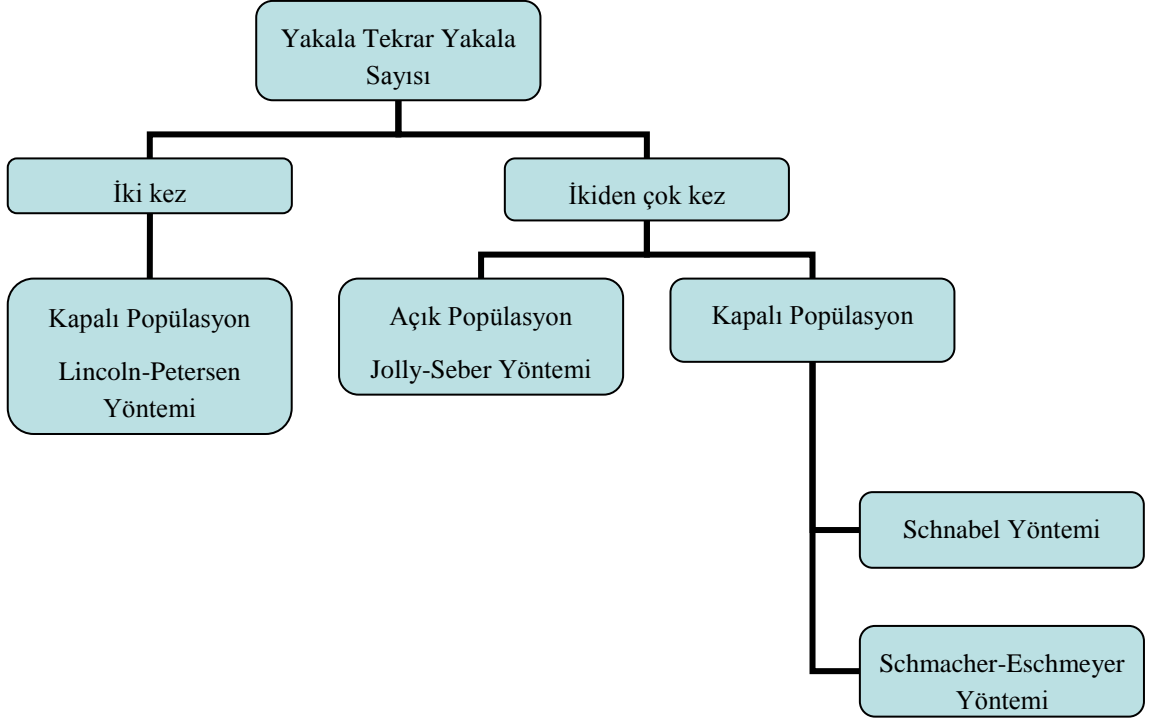 Yakala Tekrar Yakala
Sayısı
İki kez
İkiden çok kez
Kapalı Popülasyon
Lincoln-Petersen
Yöntemi
Açık Popülasyon
Jolly-Seber Yöntemi
Kapalı Popülasyon
Schnabel Yöntemi
Schmacher-Eschmeyer
Yöntemi